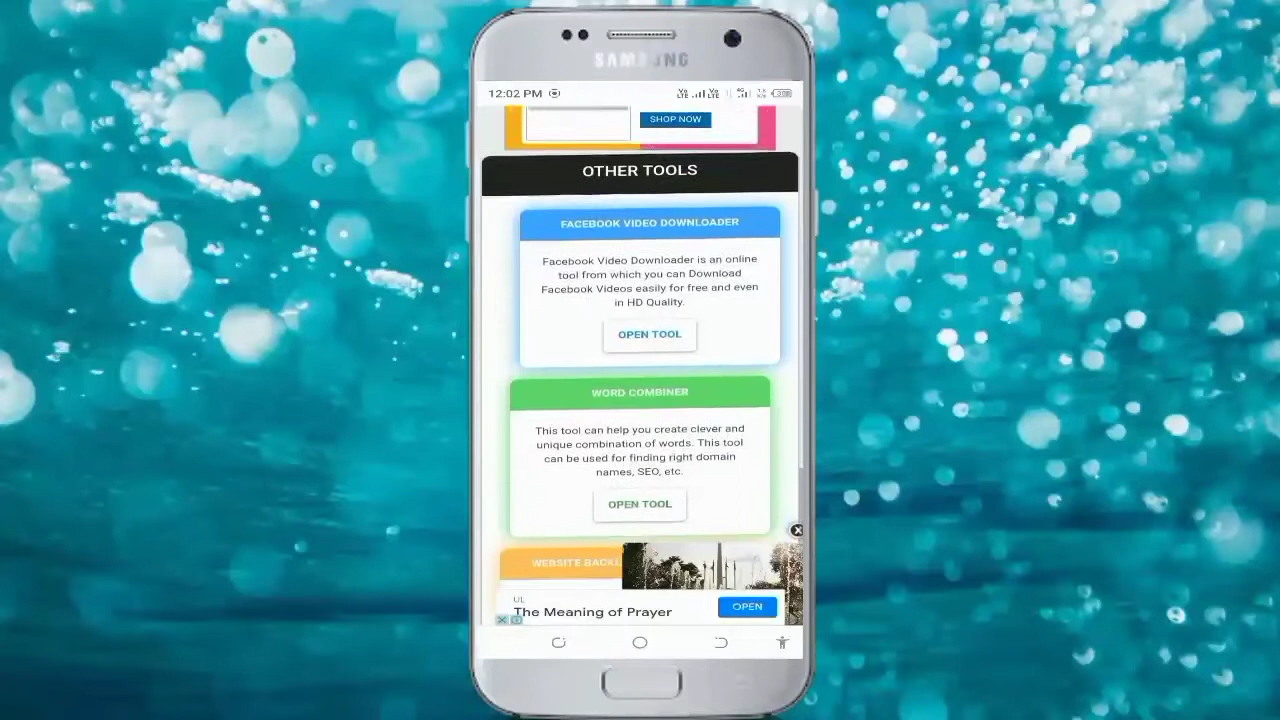 SAMSUNG
12:02 PM
SHOP NOW
OTHER TOOLS
FACEBOOK VIDEO DOWNLOADER
Facebook Video Downloader is an online
tool from which you can Download
Facebook Videos easily for free and even
in HD Quality.
OPEN TOOL
WORD COMBINER
This tool can help you create clever and
unique combination of words. This tool
can be used for finding right domain
names, SEO, etc.
OPEN TOOL
WEBSITE
UL
The Meaning of Prayer
OPEN